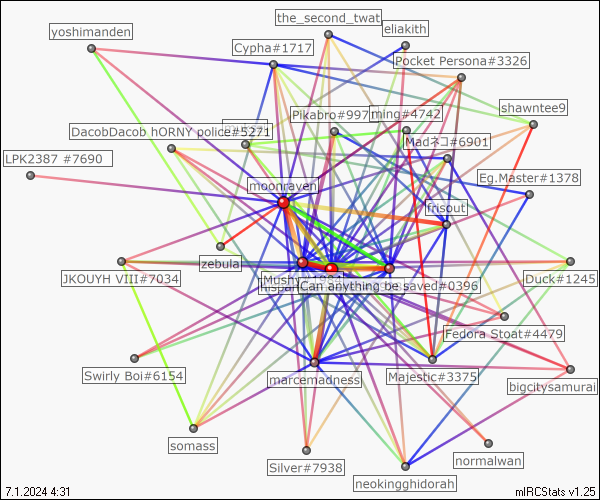 the_second_twat
yoshimanden
eliakith
Cypha#1717
Pocket Persona#3326
shawntee9
Pikabro#997
ming#4742
DacobDacob hORNY police#5271
Madネコ#6901
LPK2387 #7690
Eg.Master#1378
moonraven
frisout
zebula
JKOUYH VIII#7034
Mushy#1984
Can anything be saved#0396
Duck#1245
Fedora Stoat#4479
Swirly Boi#6154
marcemadness
Majestic#3375
bigcitysamurai
somass
Silver#7938
normalwan
neokingghidorah
7.1.2024 4:31
mIRCStats v1.25